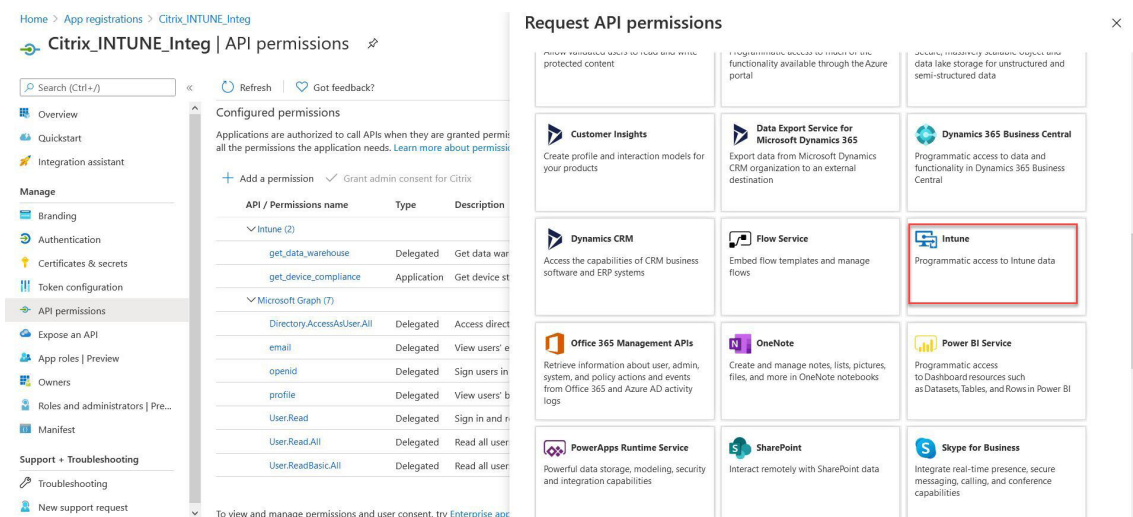 Home > App registrations > Citrix_INTUNE_Integ
Citrix_INTUNE_Integ | API permissions
Search (Ctrl+/)
«
Overview
Quickstart
Integration assistant
Manage
Branding
Authentication
Certificates & secrets
Token configuration
API permissions
Expose an API
App roles | Preview
Owners
Roles and administrators | Pre...
Manifest
Support + Troubleshooting
Troubleshooting
New support request
Refresh | Got feedback?
Configured permissions
Applications are authorized to call APIs when they are granted permis
all the permissions the application needs. Learn more about permissio
+ Add a permission Grant admin consent for Citrix
API / Permissions name Type Description
Intune (2)
get_data_warehouse Delegated Get data war
get_device_compliance Application Get device st
Microsoft Graph (7)
Directory.AccessAsUser.All Delegated Access direct
email Delegated View users' e
openid Delegated Sign users in
profile Delegated View users' b
User.Read Delegated Sign in and r
User.Read.All Delegated Read all user
User.ReadBasic.All Delegated Read all user
To view and manage permissions and user consent, try Enterprise app
Request API permissions
Allow validated users to read and write
protected content
Programmatic access to much of the
functionality available through the Azure
portal
Secure, massively scalable object and
data lake storage for unstructured and
semi-structured data
Customer Insights
Create profile and interaction models for
your products
Data Export Service for
Microsoft Dynamics 365
Export data from Microsoft Dynamics
CRM organization to an external
destination
Dynamics 365 Business Central
Programmatic access to data and
functionality in Dynamics 365 Business
Central
Dynamics CRM
Access the capabilities of CRM business
software and ERP systems
Flow Service
Embed flow templates and manage
flows
Intune
Programmatic access to Intune data
Office 365 Management APIs
Retrieve information about user, admin,
system, and policy actions and events
from Office 365 and Azure AD activity
logs
OneNote
Create and manage notes, lists, pictures,
files, and more in OneNote notebooks
Power BI Service
Programmatic access
to Dashboard resources such
as Datasets, Tables, and Rows in Power BI
PowerApps Runtime Service
Powerful data storage, modeling, security
and integration capabilities
SharePoint
Interact remotely with SharePoint data
Skype for Business
Integrate real-time presence, secure
messaging, calling, and conference
capabilities